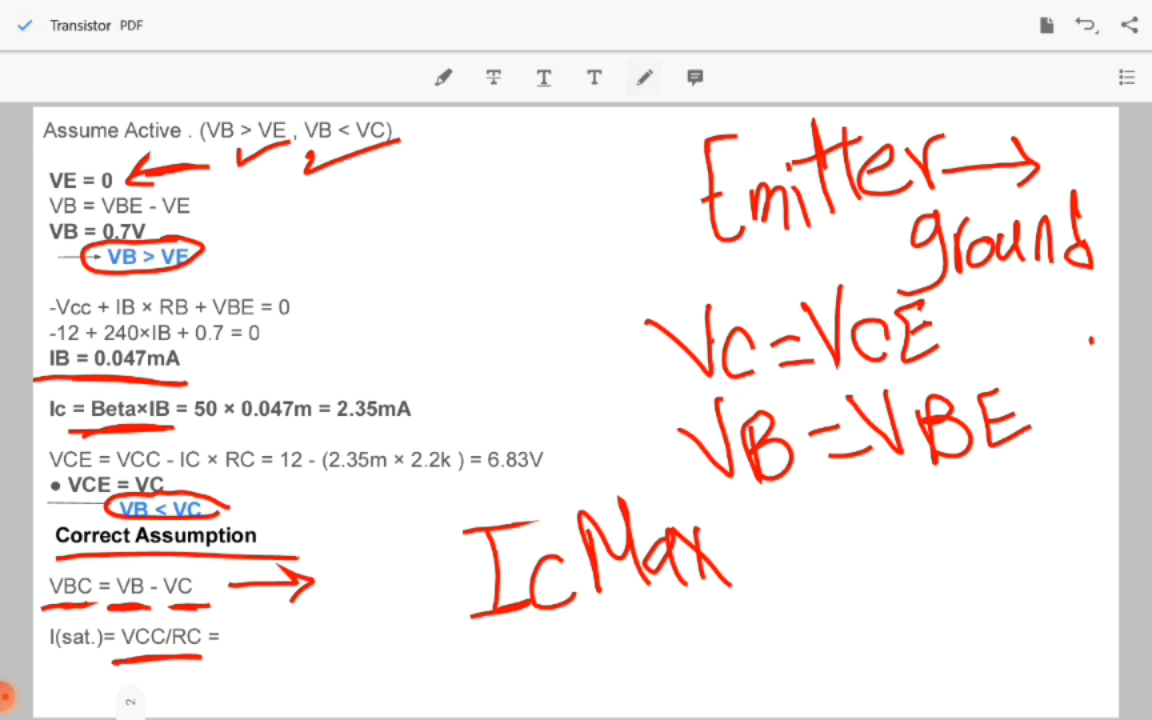 Transistor PDF
Assume Active . (VB > VE , VB < VC)
VE = 0
VB = VBE - VE
VB = 0.7V
VB > VE
-Vcc + IB × RB + VBE = 0
-12 + 240×IB + 0.7 = 0
IB = 0.047mA
Ic = Beta×IB = 50 × 0.047m = 2.35mA
VCE = VCC - IC × RC = 12 - (2.35m × 2.2k ) = 6.83V
● VCE = VC
VB < VC
Correct Assumption
VBC = VB - VC
I(sat.)= VCC/RC =
2
Emitter →
ground
VC=VCE
VB=VBE
Ic Max